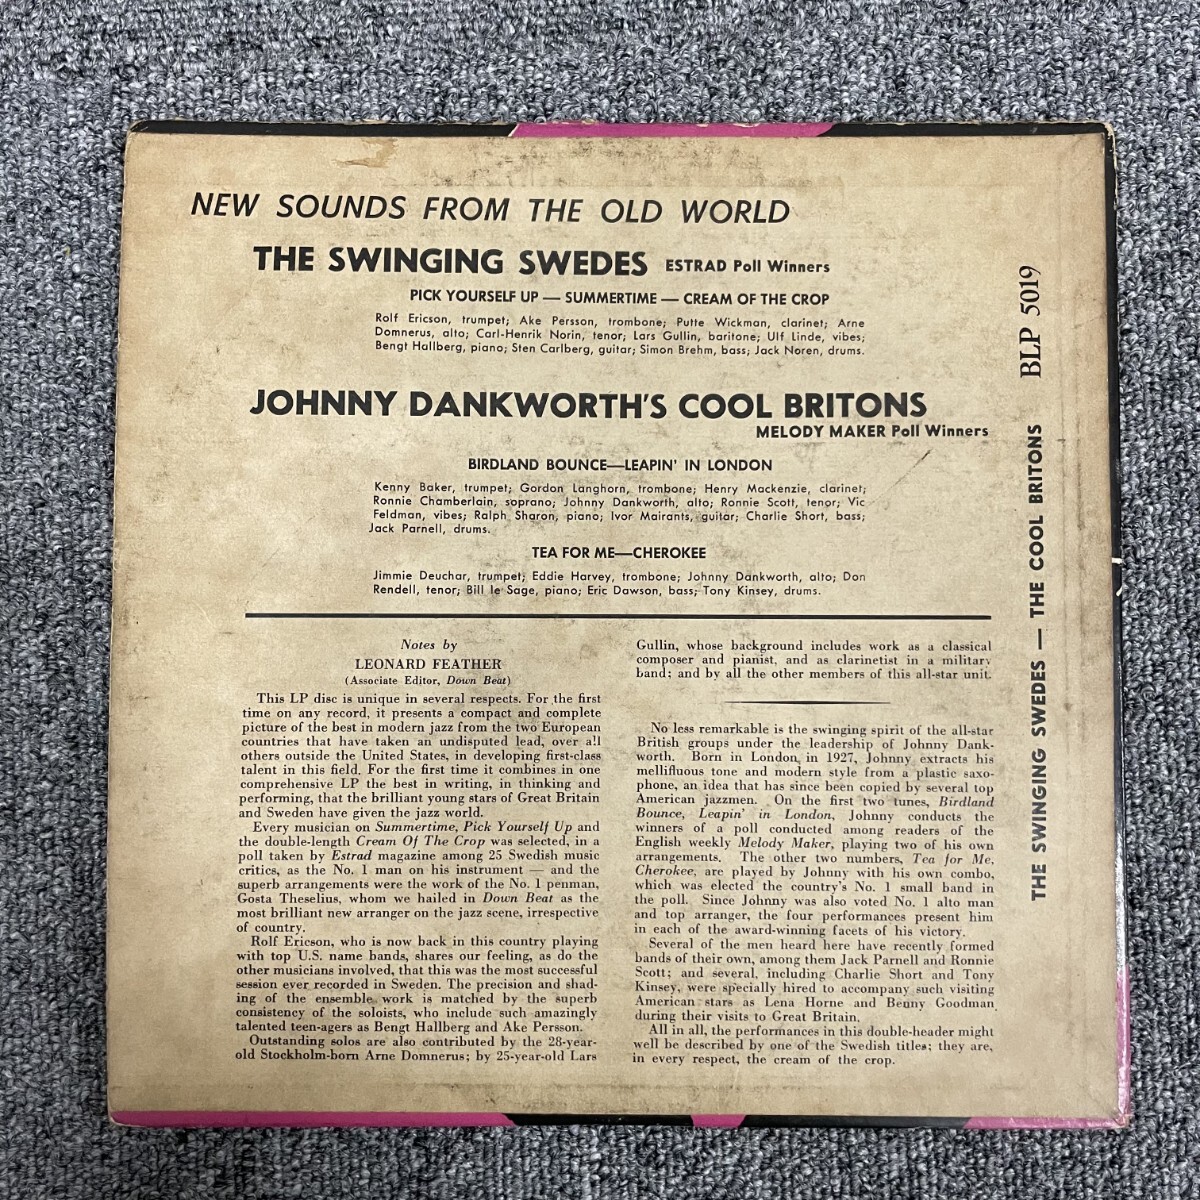 NEW SOUNDS FROM THE OLD WORLD
THE SWINGING SWEDES ESTRAD Poll Winners
PICK YOURSELF UP — SUMMERTIME — CREAM OF THE CROP
Rolf Ericson, trumpet; Ake Persson, trombone; Putte Wickman, clarinet; Arne
Domnerus, alto; Carl-Henrik Norin, tenor; Lars Gullin, baritone; Ulf Linde, vibes;
Bengt Hallberg, piano; Sten Carlberg, guitar; Simon Brehm, bass; Jack Noren, drums.
JOHNNY DANKWORTH'S COOL BRITONS
MELODY MAKER Poll Winners
BIRDLAND BOUNCE—LEAPIN' IN LONDON
Kenny Baker, trumpet; Gordon Langhorn, trombone; Henry Mackenzie, clarinet;
Ronnie Chamberlain, soprano; Johnny Dankworth, alto; Ronnie Scott, tenor; Vic
Feldman, vibes; Ralph Sharon, piano; Ivor Mairants, guitar; Charlie Short, bass;
Jack Parnell, drums.
TEA FOR ME—CHEROKEE
Jimmie Deuchar, trumpet; Eddie Harvey, trombone; Johnny Dankworth, alto; Don
Rendell, tenor; Bill le Sage, piano; Eric Dawson, bass; Tony Kinsey, drums.
Notes by
LEONARD FEATHER
(Associate Editor, Down Beat)
This LP disc is unique in several respects. For the first
time on any record, it presents a compact and complete
picture of the best in modern jazz from the two European
countries that have taken an undisputed lead, over all
others outside the United States, in developing first-class
talent in this field. For the first time it combines in one
comprehensive LP the best in writing, in thinking and
performing, that the brilliant young stars of Great Britain
and Sweden have given the jazz world.
Every musician on Summertime, Pick Yourself Up and
the double-length Cream Of The Crop was selected, in a
poll taken by Estrad magazine among 25 Swedish music
critics, as the No. 1 man on his instrument — and the
superb arrangements were the work of the No. 1 penman,
Gosta Theselius, whom we hailed in Down Beat as the
most brilliant new arranger on the jazz scene, irrespective
of country.
Rolf Ericson, who is now back in this country playing
with top U.S. name bands, shares our feeling, as do the
other musicians involved, that this was the most successful
session ever recorded in Sweden. The precision and shad-
ing of the ensemble work is matched by the superb
consistency of the soloists, who include such amazingly
talented teen-agers as Bengt Hallberg and Ake Persson.
Outstanding solos are also contributed by the 28-year-
old Stockholm-born Arne Domnerus; by 25-year-old Lars
Gullin, whose background includes work as a classical
composer and pianist, and as clarinetist in a military
band; and by all the other members of this all-star unit.
No less remarkable is the swinging spirit of the all-star
British groups under the leadership of Johnny Dank-
worth. Born in London in 1927, Johnny extracts his
mellifluous tone and modern style from a plastic saxo-
phone, an idea that has since been copied by several top
American jazzmen. On the first two tunes, Birdland
Bounce, Leapin' in London, Johnny conducts the
winners of a poll conducted among readers of the
English weekly Melody Maker, playing two of his own
arrangements. The other two numbers, Tea for Me,
Cherokee, are played by Johnny with his own combo,
which was elected the country's No. 1 small band in
the poll. Since Johnny was also voted No. 1 alto man
and top arranger, the four performances present him
in each of the award-winning facets of his victory.
Several of the men heard here have recently formed
bands of their own, among them Jack Parnell and Ronnie
Scott; and several, including Charlie Short and Tony
Kinsey, were specially hired to accompany such visiting
American stars as Lena Horne and Benny Goodman
during their visits to Great Britain.
All in all, the performances in this double-header might
well be described by one of the Swedish titles; they are,
in every respect, the cream of the crop.
THE SWINGING SWEDES — THE COOL BRITONS BLP 5019